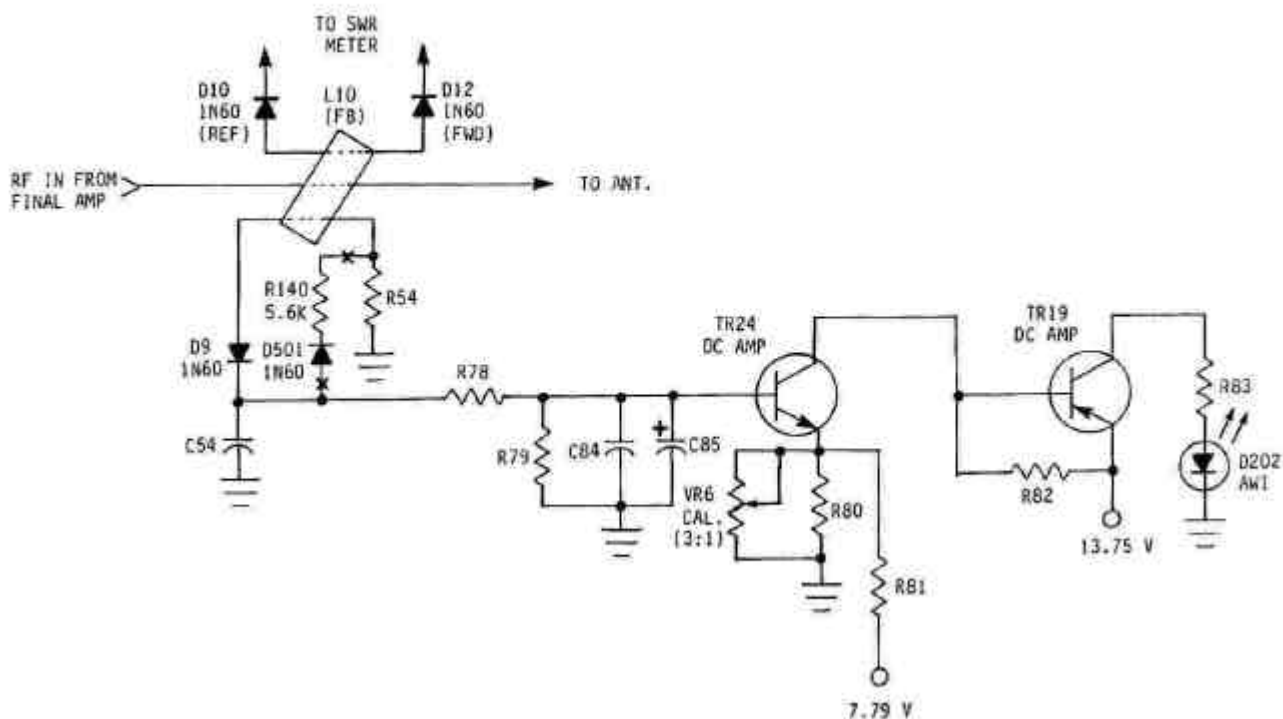 TO SWR
METER
D10
1N60
(REF)
L10
(FB)
D12
1N60
(FWD)
RF IN FROM
FINAL AMP
TO ANT.
R140
5.6K
R54
D9
1N60
D501
1N60
C54
R78
R79
C84
+
C85
TR24
DC AMP
VR6
CAL.
(3:1)
R80
R81
7.79 V
TR19
DC AMP
R82
13.75 V
R83
D202
AWI